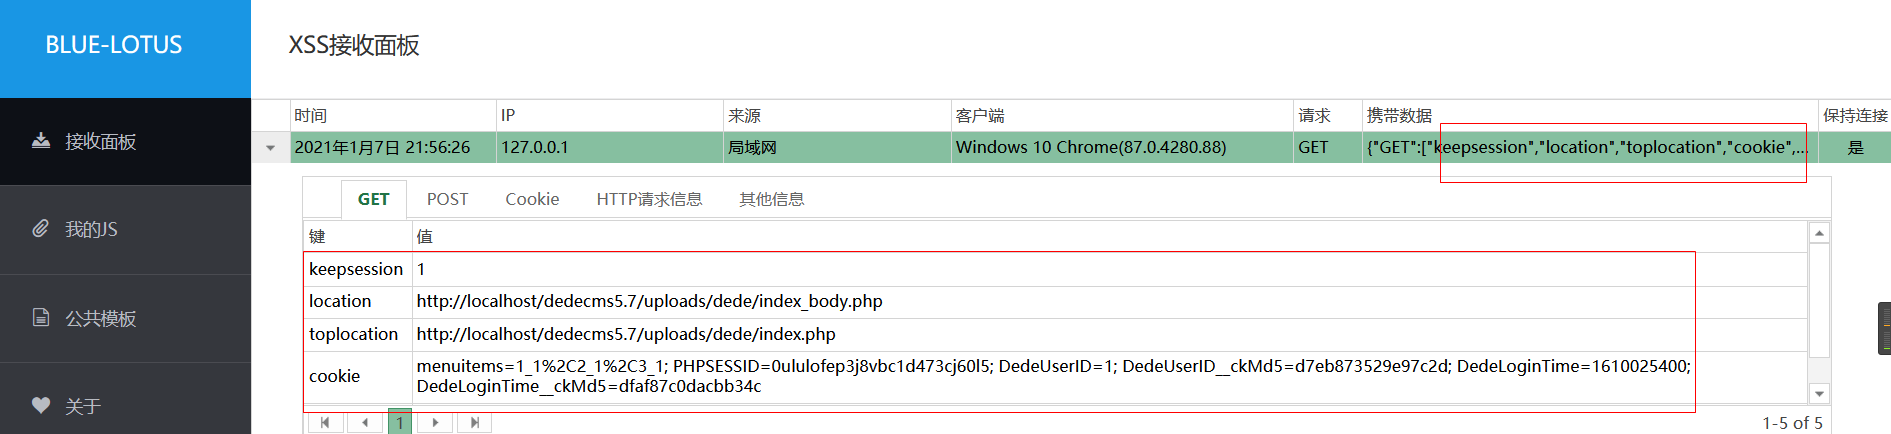 BLUE-LOTUS
XSS接收面板
接收面板
我的JS
公共模板
关于
时间 IP 来源 客户端 请求 携带数据 保持连接
2021年1月7日 21:56:26 127.0.0.1 局域网 Windows 10 Chrome(87.0.4280.88) GET {"GET":["keepsession","location","toplocation","cookie",... 是
GET POST Cookie HTTP请求信息 其他信息
键 值
keepsession 1
location http://localhost/dedecms5.7/uploads/dede/index_body.php
toplocation http://localhost/dedecms5.7/uploads/dede/index.php
cookie menuitems=1_1%2C2_1%2C3_1; PHPSESSID=0ululofep3j8vbc1d473cj60l5; DedeUserID=1; DedeUserID__ckMd5=d7eb873529e97c2d; DedeLoginTime=1610025400;
DedeLoginTime__ckMd5=dfaf87c0dacbb34c
1 1-5 of 5